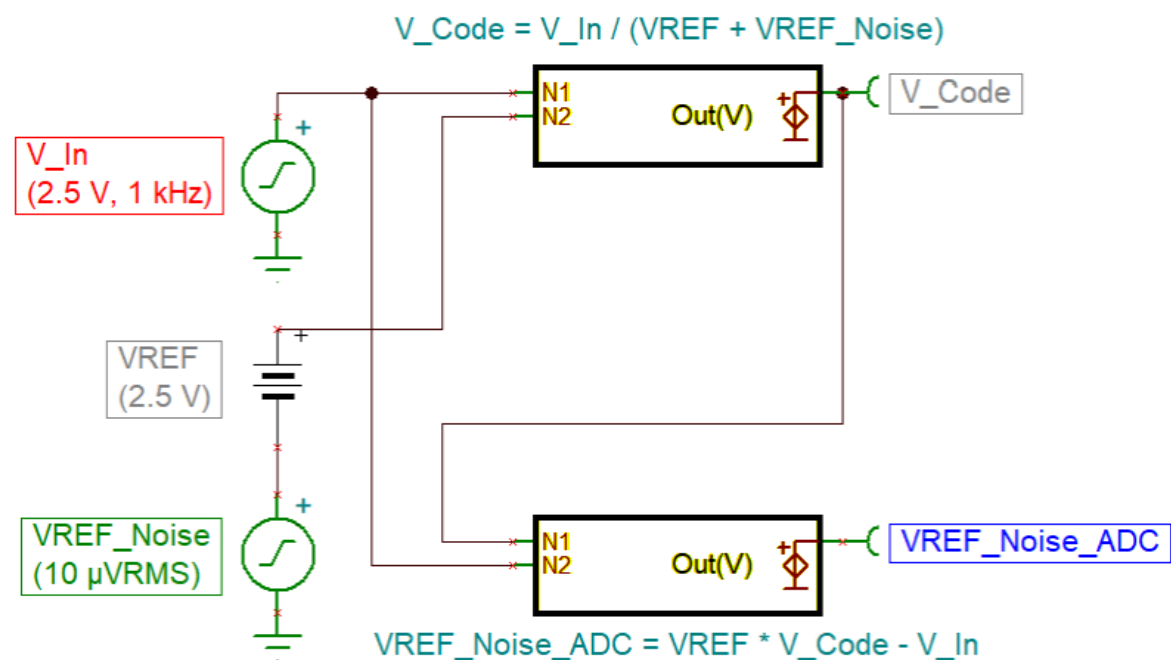 V_Code = V_In / (VREF + VREF_Noise)
N1
N2
Out(V)
+
V_Code
+
V_In
(2.5 V, 1 kHz)
+
VREF
(2.5 V)
+
VREF_Noise
(10 µVRMS)
N1
N2
Out(V)
+
VREF_Noise_ADC
VREF_Noise_ADC = VREF * V_Code - V_In